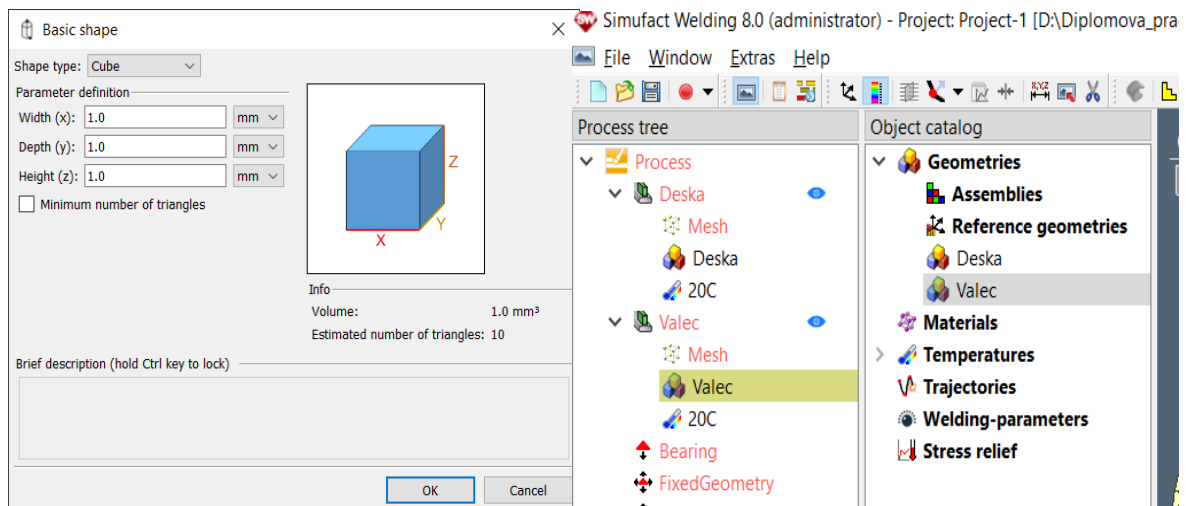 Basic shape
Shape type: Cube
Parameter definition
Width (x): 1.0 mm
Depth (y): 1.0 mm
Height (z): 1.0 mm
Minimum number of triangles
Z
Y
X
Info
Volume: 1.0 mm³
Estimated number of triangles: 10
Brief description (hold Ctrl key to lock)
OK Cancel
SW Simufact Welding 8.0 (administrator) - Project: Project-1 [D:\Diplomova_pra
File Window Extras Help
X,YZ
Process tree
Process
Deska
Mesh
Deska
20C
Valec
Mesh
Valec
20C
Bearing
FixedGeometry
Object catalog
Geometries
Assemblies
Reference geometries
Deska
Valec
Materials
Temperatures
Trajectories
Welding-parameters
Stress relief